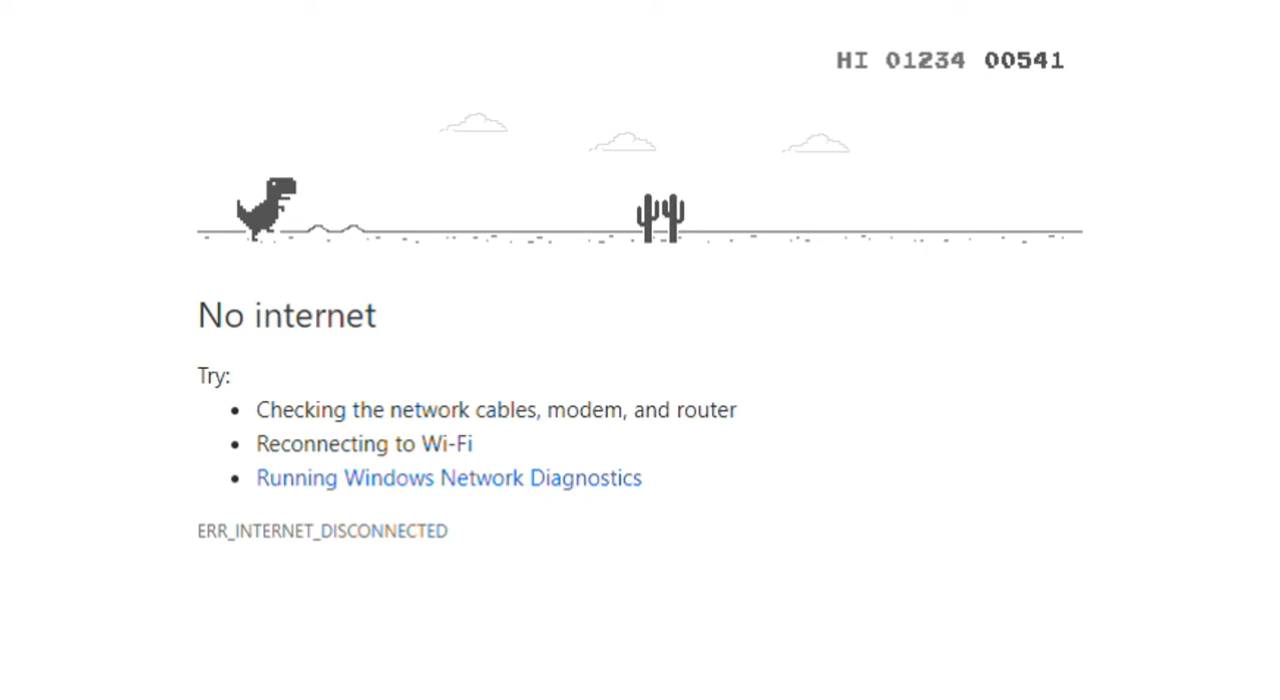 HI 01234 00541
No internet
Try:
Checking the network cables, modem, and router
Reconnecting to Wi-Fi
Running Windows Network Diagnostics
ERR_INTERNET_DISCONNECTED